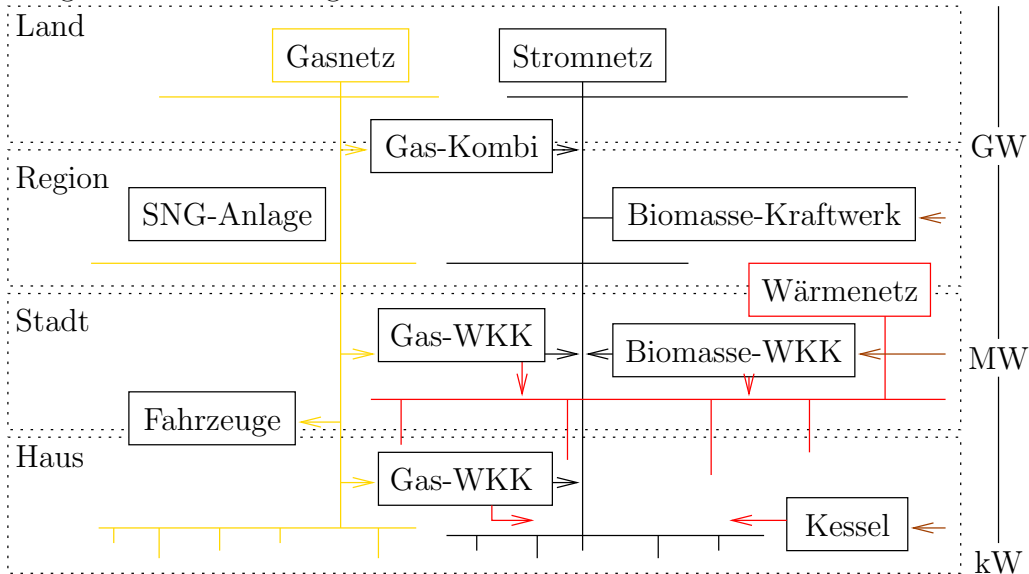 Land
Gasnetz
Stromnetz
Gas-Kombi
GW
Region
SNG-Anlage
Biomasse-Kraftwerk
Wärmenetz
Stadt
Gas-WKK
Biomasse-WKK
MW
Fahrzeuge
Haus
Gas-WKK
Kessel
kW